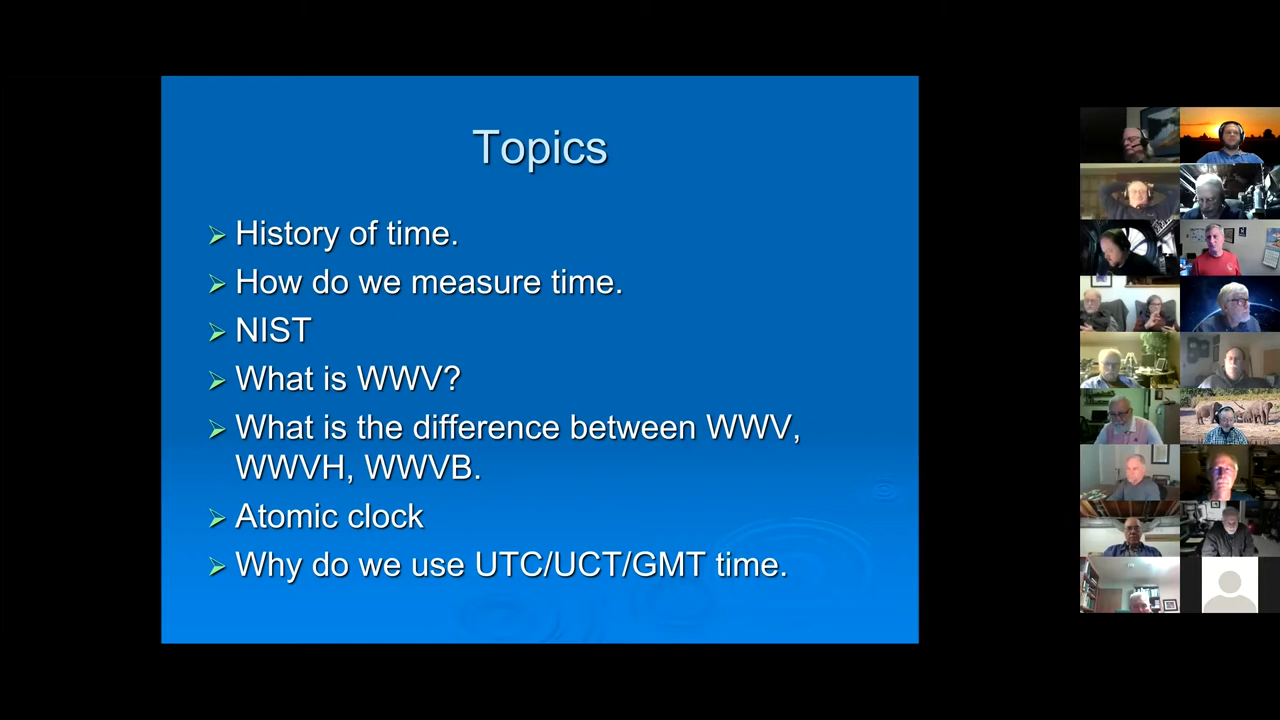 Topics
History of time.
How do we measure time.
NIST
What is WWV?
What is the difference between WWV,
WWVH, WWVB.
Atomic clock
Why do we use UTC/UCT/GMT time.